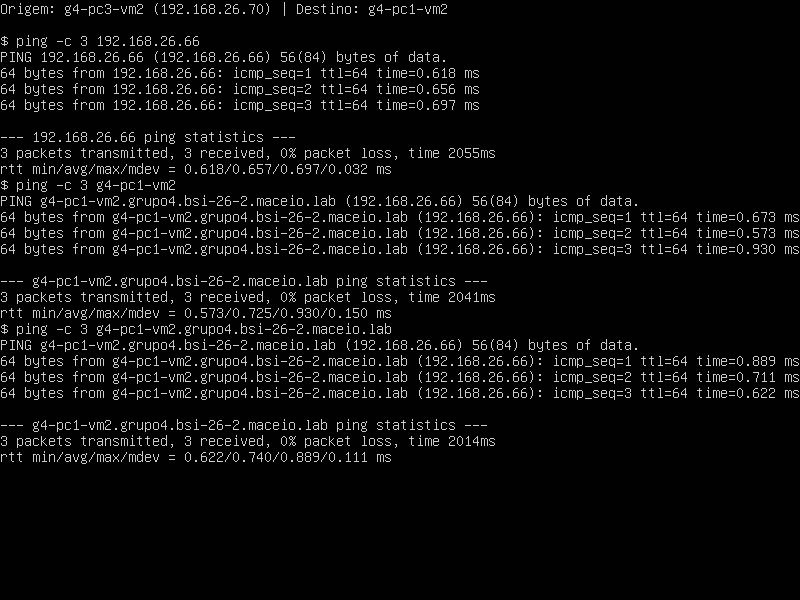 Origem: g4-pc3-vm2 (192.168.26.70) | Destino: g4-pc1-vm2
$ ping -c 3 192.168.26.66
PING 192.168.26.66 (192.168.26.66) 56(84) bytes of data.
64 bytes from 192.168.26.66: icmp_seq=1 ttl=64 time=0.618 ms
64 bytes from 192.168.26.66: icmp_seq=2 ttl=64 time=0.656 ms
64 bytes from 192.168.26.66: icmp_seq=3 ttl=64 time=0.697 ms
--- 192.168.26.66 ping statistics ---
3 packets transmitted, 3 received, 0% packet loss, time 2055ms
rtt min/avg/max/mdev = 0.618/0.657/0.697/0.032 ms
$ ping -c 3 g4-pc1-vm2
PING g4-pc1-vm2.grupo4.bsi-26-2.maceio.lab (192.168.26.66) 56(84) bytes of data.
64 bytes from g4-pc1-vm2.grupo4.bsi-26-2.maceio.lab (192.168.26.66): icmp_seq=1 ttl=64 time=0.673 ms
64 bytes from g4-pc1-vm2.grupo4.bsi-26-2.maceio.lab (192.168.26.66): icmp_seq=2 ttl=64 time=0.573 ms
64 bytes from g4-pc1-vm2.grupo4.bsi-26-2.maceio.lab (192.168.26.66): icmp_seq=3 ttl=64 time=0.930 ms
--- g4-pc1-vm2.grupo4.bsi-26-2.maceio.lab ping statistics ---
3 packets transmitted, 3 received, 0% packet loss, time 2041ms
rtt min/avg/max/mdev = 0.573/0.725/0.930/0.150 ms
$ ping -c 3 g4-pc1-vm2.grupo4.bsi-26-2.maceio.lab
PING g4-pc1-vm2.grupo4.bsi-26-2.maceio.lab (192.168.26.66) 56(84) bytes of data.
64 bytes from g4-pc1-vm2.grupo4.bsi-26-2.maceio.lab (192.168.26.66): icmp_seq=1 ttl=64 time=0.889 ms
64 bytes from g4-pc1-vm2.grupo4.bsi-26-2.maceio.lab (192.168.26.66): icmp_seq=2 ttl=64 time=0.711 ms
64 bytes from g4-pc1-vm2.grupo4.bsi-26-2.maceio.lab (192.168.26.66): icmp_seq=3 ttl=64 time=0.622 ms
--- g4-pc1-vm2.grupo4.bsi-26-2.maceio.lab ping statistics ---
3 packets transmitted, 3 received, 0% packet loss, time 2014ms
rtt min/avg/max/mdev = 0.622/0.740/0.889/0.111 ms